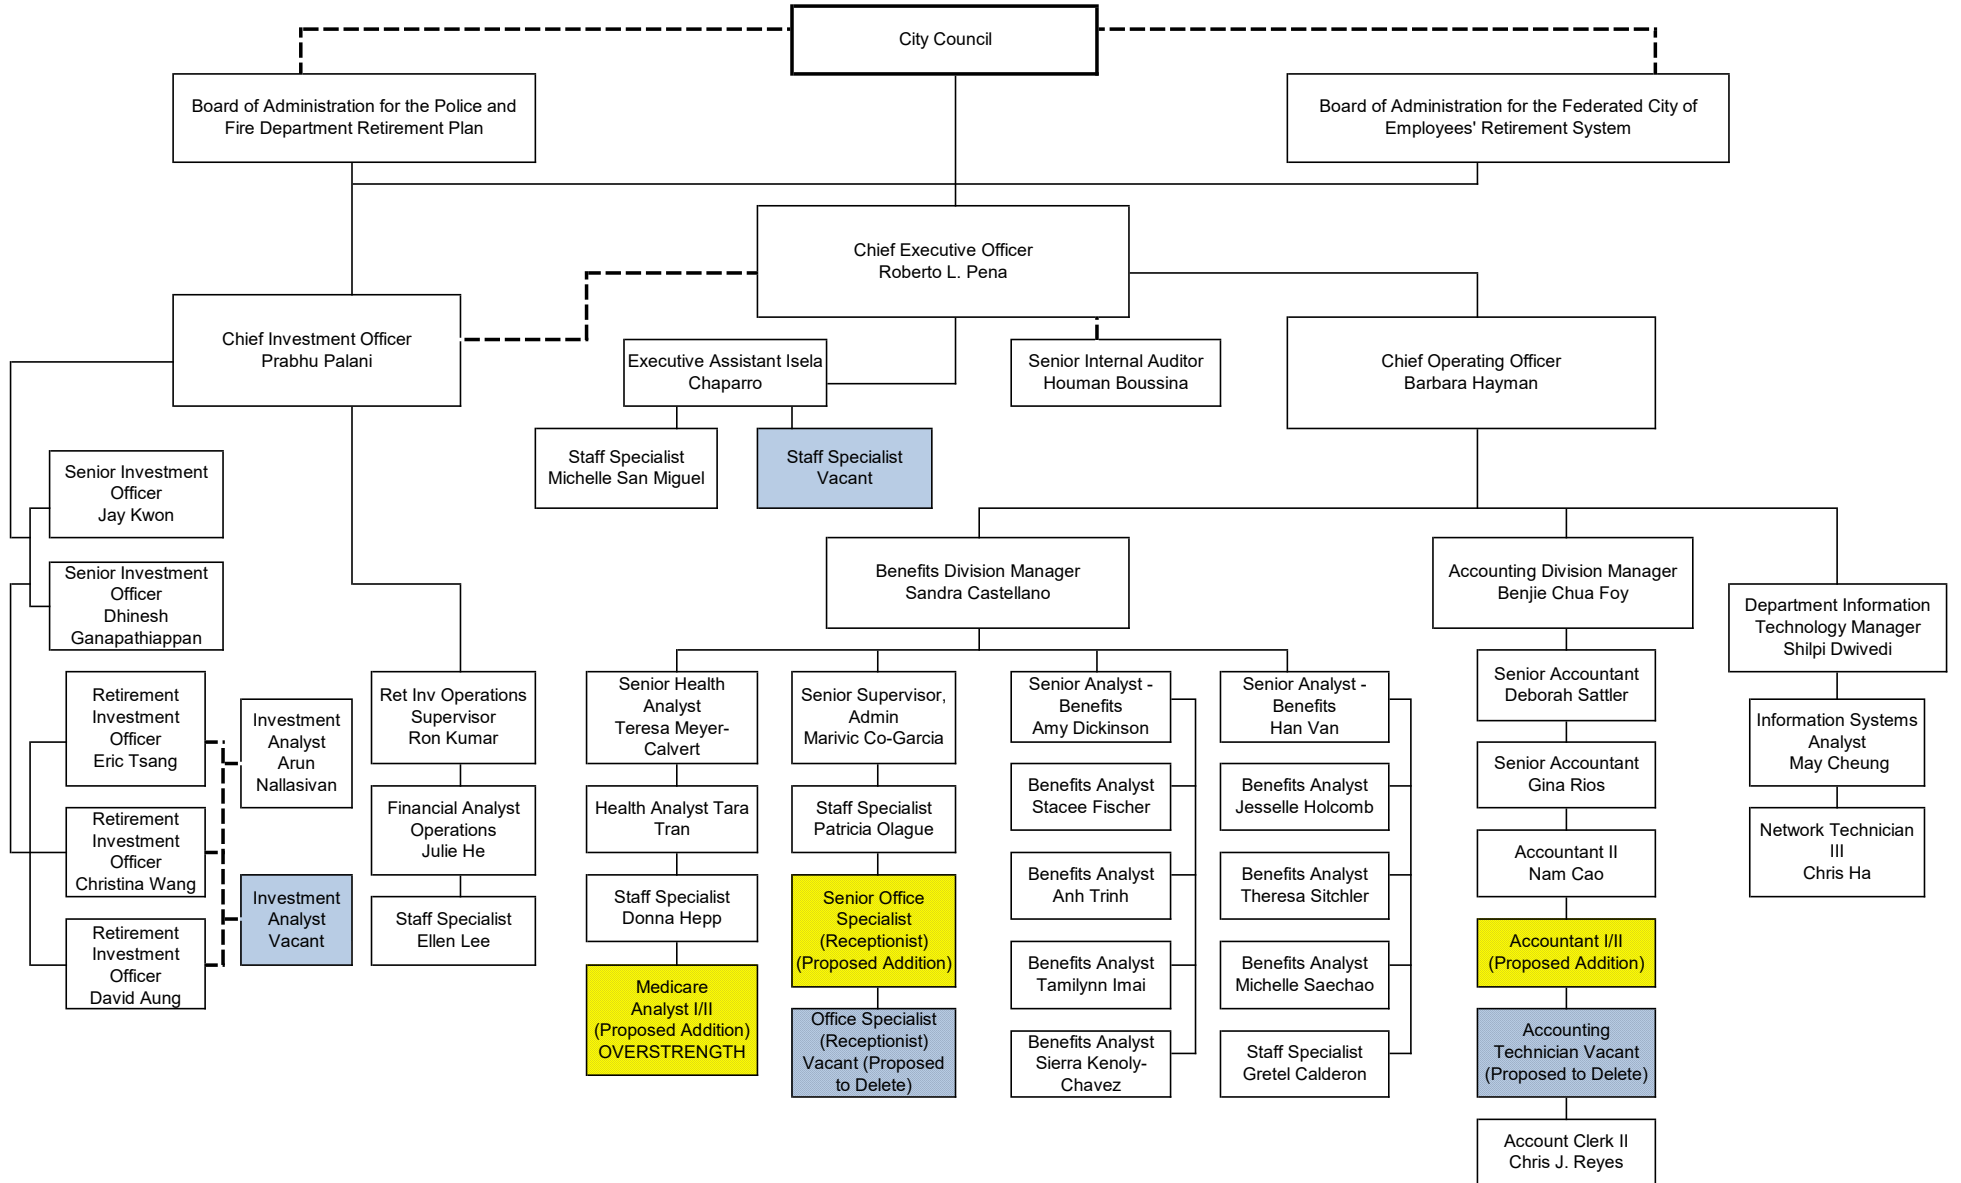 City Council
Board of Administration for the Police and
Fire Department Retirement Plan
Board of Administration for the Federated City of
Employees' Retirement System
Chief Executive Officer
Roberto L. Pena
Chief Investment Officer
Prabhu Palani
Executive Assistant Isela
Chaparro
Senior Internal Auditor
Houman Boussina
Chief Operating Officer
Barbara Hayman
Staff Specialist
Michelle San Miguel
Staff Specialist
Vacant
Senior Investment
Officer
Jay Kwon
Senior Investment
Officer
Dhinesh
Ganapathiappan
Retirement
Investment
Officer
Eric Tsang
Retirement
Investment
Officer
Christina Wang
Retirement
Investment
Officer
David Aung
Investment
Analyst
Arun
Nallasivan
Investment
Analyst
Vacant
Ret Inv Operations
Supervisor
Ron Kumar
Financial Analyst
Operations
Julie He
Staff Specialist
Ellen Lee
Benefits Division Manager
Sandra Castellano
Accounting Division Manager
Benjie Chua Foy
Department Information
Technology Manager
Shilpi Dwivedi
Senior Health
Analyst
Teresa Meyer-
Calvert
Health Analyst Tara
Tran
Staff Specialist
Donna Hepp
Medicare
Analyst I/II
(Proposed Addition)
OVERSTRENGTH
Senior Supervisor,
Admin
Marivic Co-Garcia
Staff Specialist
Patricia Olague
Senior Office
Specialist
(Receptionist)
(Proposed Addition)
Office Specialist
(Receptionist)
Vacant (Proposed
to Delete)
Senior Analyst -
Benefits
Amy Dickinson
Benefits Analyst
Stacee Fischer
Benefits Analyst
Anh Trinh
Benefits Analyst
Tamilynn Imai
Benefits Analyst
Sierra Kenoly-
Chavez
Senior Analyst -
Benefits
Han Van
Benefits Analyst
Jesselle Holcomb
Benefits Analyst
Theresa Sitchler
Benefits Analyst
Michelle Saechao
Staff Specialist
Gretel Calderon
Senior Accountant
Deborah Sattler
Senior Accountant
Gina Rios
Accountant II
Nam Cao
Accountant I/II
(Proposed Addition)
Accounting
Technician Vacant
(Proposed to Delete)
Account Clerk II
Chris J. Reyes
Information Systems
Analyst
May Cheung
Network Technician
III
Chris Ha